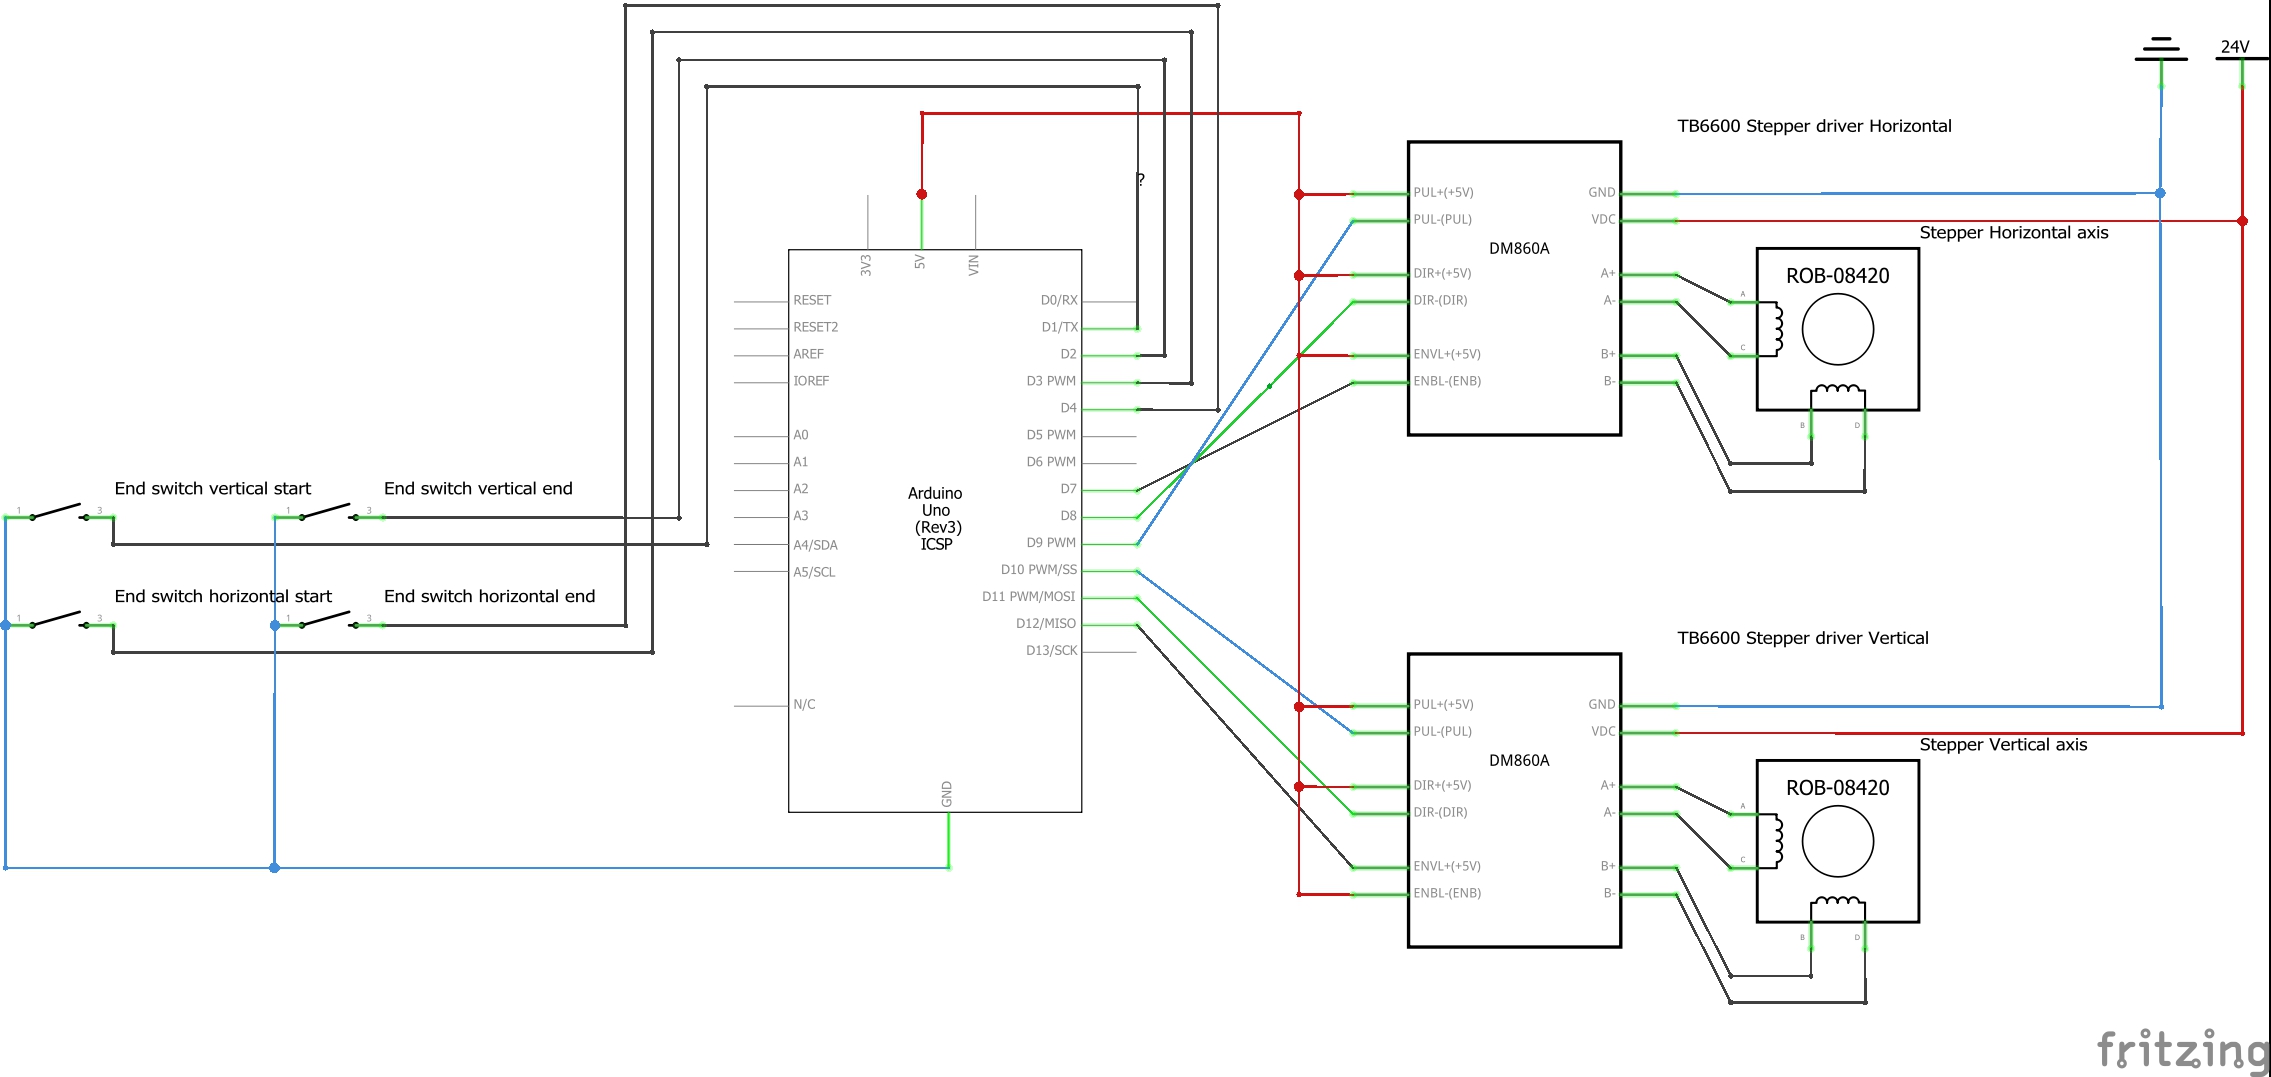 24V
TB6600 Stepper driver Horizontal
?
PUL+(+5V)
PUL-(PUL)
DIR+(+5V)
DIR-(DIR)
ENVL+(+5V)
ENBL-(ENB)
DM860A
GND
VDC
A+
A-
B+
B-
Stepper Horizontal axis
ROB-08420
A
C
B
D
3V3
5V
VIN
RESET
RESET2
AREF
IOREF
A0
A1
A2
A3
A4/SDA
A5/SCL
N/C
Arduino
Uno
(Rev3)
ICSP
D0/RX
D1/TX
D2
D3 PWM
D4
D5 PWM
D6 PWM
D7
D8
D9 PWM
D10 PWM/SS
D11 PWM/MOSI
D12/MISO
D13/SCK
GND
End switch vertical start
1
3
End switch vertical end
1
3
End switch horizontal start
1
3
End switch horizontal end
1
3
TB6600 Stepper driver Vertical
PUL+(+5V)
PUL-(PUL)
DIR+(+5V)
DIR-(DIR)
ENVL+(+5V)
ENBL-(ENB)
DM860A
GND
VDC
A+
A-
B+
B-
Stepper Vertical axis
ROB-08420
A
C
B
D
fritzing